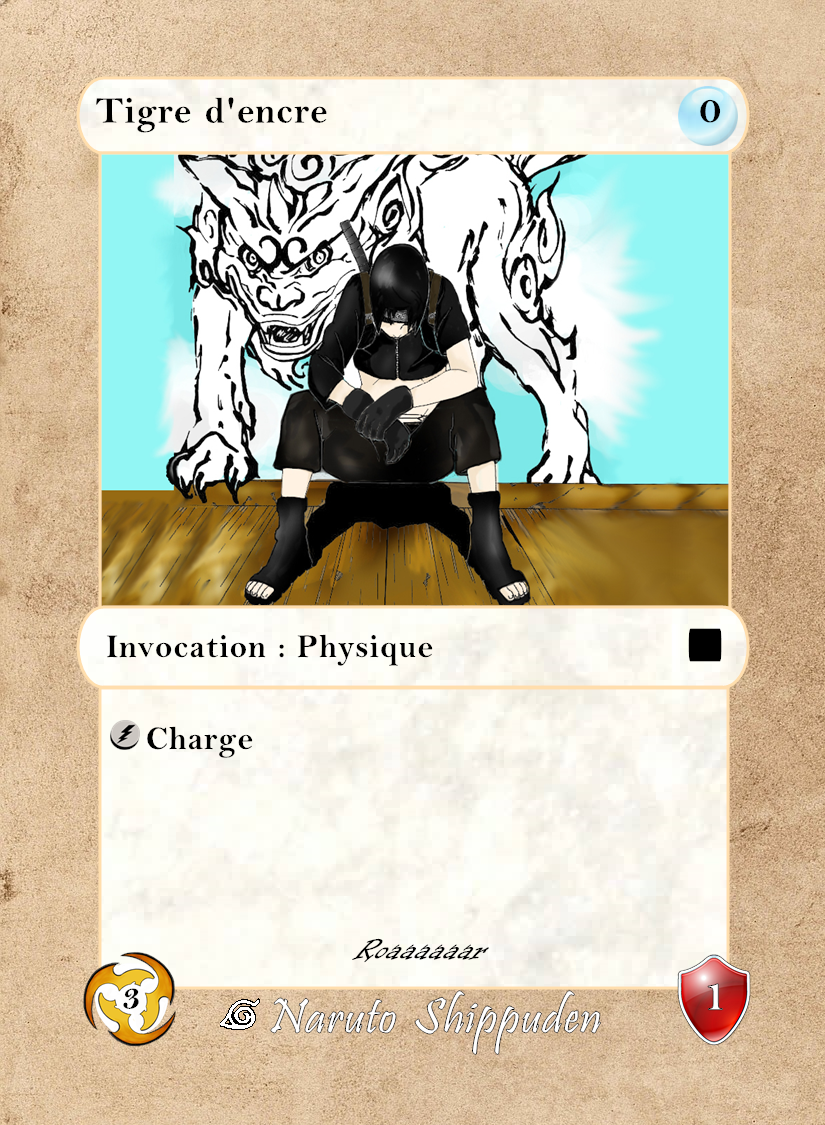 Tigre d'encre
0
Invocation : Physique
Charge
Roaaaaaar
3
Naruto Shippuden
1